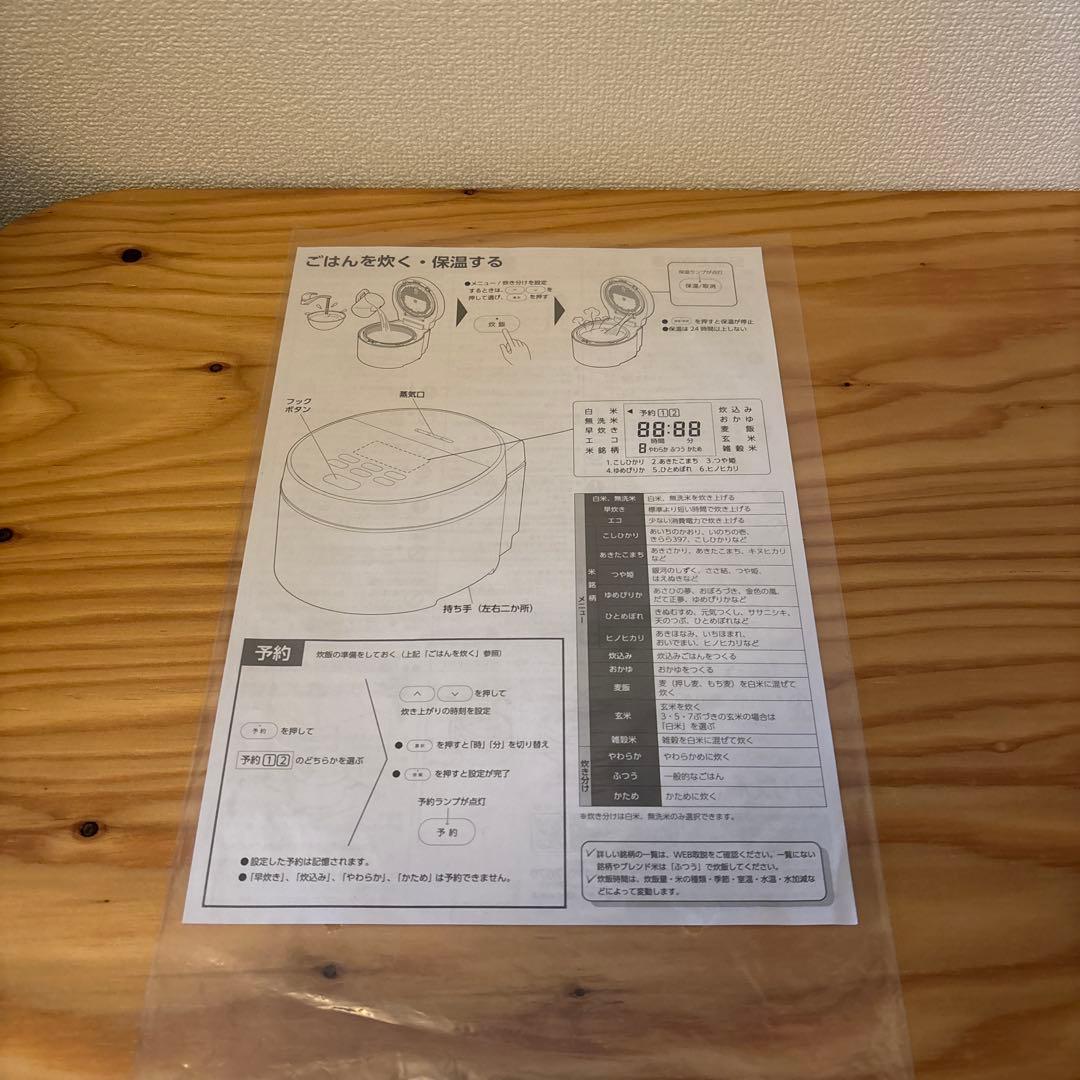 ごはんを炊く・保温する
●メニュー/炊き分けを設定
するときは、 を
押して選び、 を押す
炊飯
保温ランプが点灯
保温/取消
● を押すと保温が停止
●保温は24時間以上しない
フック
ボタン
蒸気口
持ち手（左右二か所）
白米
無洗米
早炊き
エコ
米銘柄
予約 1 2
88:88
時間 分
8 やわらか ふつう かため
炊込み
おかゆ
麦飯
玄米
雑穀米
1.こしひかり 2.あきたこまち 3.つや姫
4.ゆめぴりか 5.ひとめぼれ 6.ヒノヒカリ
メニュー
白米、無洗米 白米、無洗米を炊き上げる
早炊き 標準より短い時間で炊き上げる
エコ 少ない消費電力で炊き上げる
米銘柄
こしひかり あいちのかおり、いのちの壱、
きらら397、こしひかりなど
あきたこまち あきさかり、あきたこまち、キヌヒカリ
など
つや姫 銀河のしずく、ささ結、つや姫、
はえぬきなど
ゆめぴりか あさひの夢、おぼろづき、金色の風、
だて正夢、ゆめぴりかなど
ひとめぼれ きぬむすめ、元気つくし、ササニシキ、
天のつぶ、ひとめぼれなど
ヒノヒカリ あきほなみ、いちほまれ、
おいでまい、ヒノヒカリなど
炊込み 炊込みごはんをつくる
おかゆ おかゆをつくる
麦飯 麦（押し麦、もち麦）を白米に混ぜて
炊く
玄米 玄米を炊く
3・5・7ぶづきの玄米の場合は
「白米」を選ぶ
雑穀米 雑穀を白米に混ぜて炊く
炊き分け
やわらか やわらかめに炊く
ふつう 一般的なごはん
かため かために炊く
※炊き分けは白米、無洗米のみ選択できます。
✓詳しい銘柄の一覧は、WEB取説をご確認ください。一覧にない
銘柄やブレンド米は「ふつう」で炊飯してください。
✓炊飯時間は、炊飯量・米の種類・季節・室温・水温・水加減な
どによって変動します。
予約
炊飯の準備をしておく（上記「ごはんを炊く」参照）
予約 を押して
予約 1 2 のどちらかを選ぶ
を押して
炊き上がりの時刻を設定
● 選択 を押すと「時」「分」を切り替え
● 炊飯 を押すと設定が完了
予約ランプが点灯
予約
●設定した予約は記憶されます。
●「早炊き」、「炊込み」、「やわらか」、「かため」は予約できません。